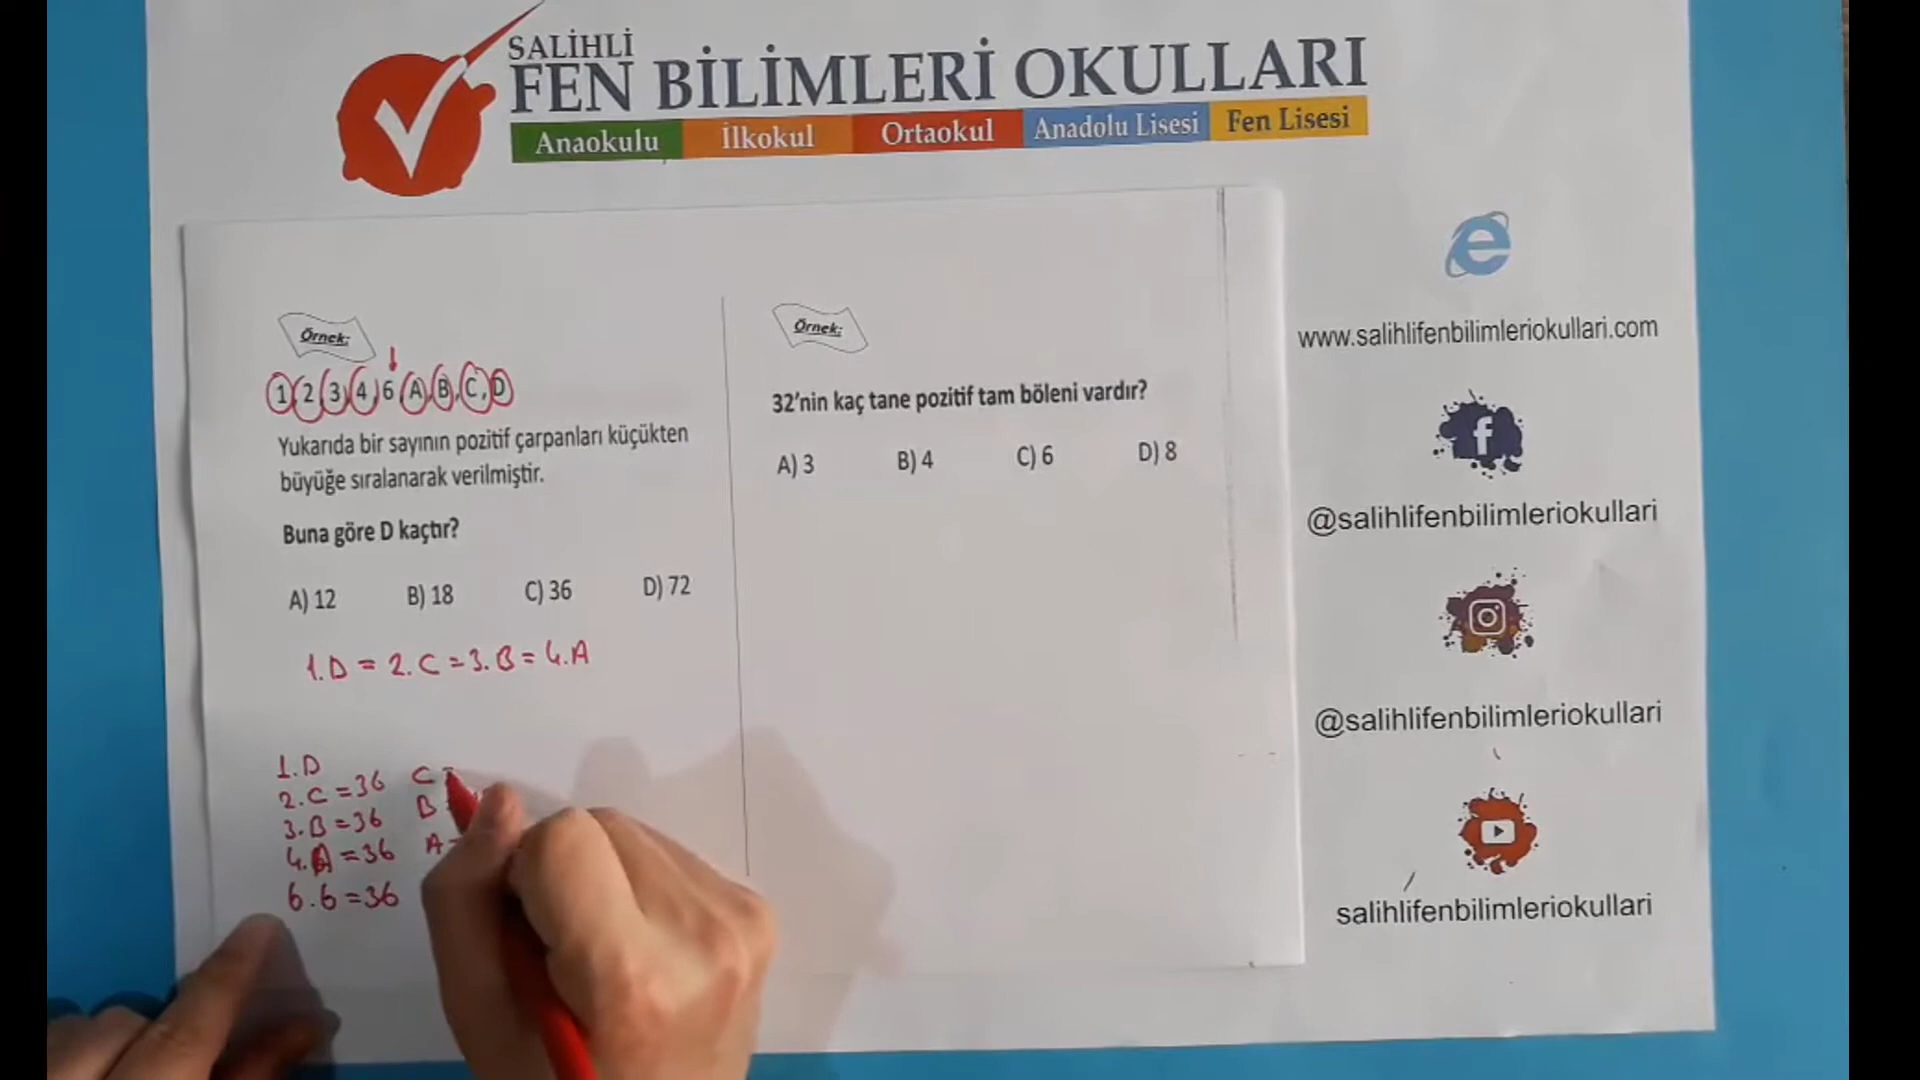 SALİHLİ
FEN BİLİMLERİ OKULLARI
Anaokulu İlkokul Ortaokul Anadolu Lisesi Fen Lisesi
Örnek:
1, 2, 3, 4, 6, A, B, C, D
Yukarıda bir sayının pozitif çarpanları küçükten
büyüğe sıralanarak verilmiştir.
Buna göre D kaçtır?
A) 12 B) 18 C) 36 D) 72
1.D = 2.C = 3.B = 4.A
1.D
2.C = 36 C =
3.B = 36 B
4.A = 36 A
6.6 = 36
Örnek:
32'nin kaç tane pozitif tam böleni vardır?
A) 3 B) 4 C) 6 D) 8
www.salihlifenbilimleriokullari.com
@salihlifenbilimleriokullari
@salihlifenbilimleriokullari
salihlifenbilimleriokullari